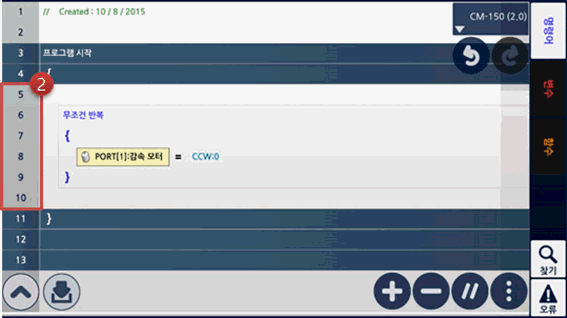 1 // Created : 10 / 8 / 2015
CM-150 (2.0)
2
3 프로그램 시작
4 {
5
2
6 무조건 반복
7 {
8 PORT[1]:감속 모터 = CCW:0
9 }
10
11 }
12
13
명령어
변수
함수
찾기
오류